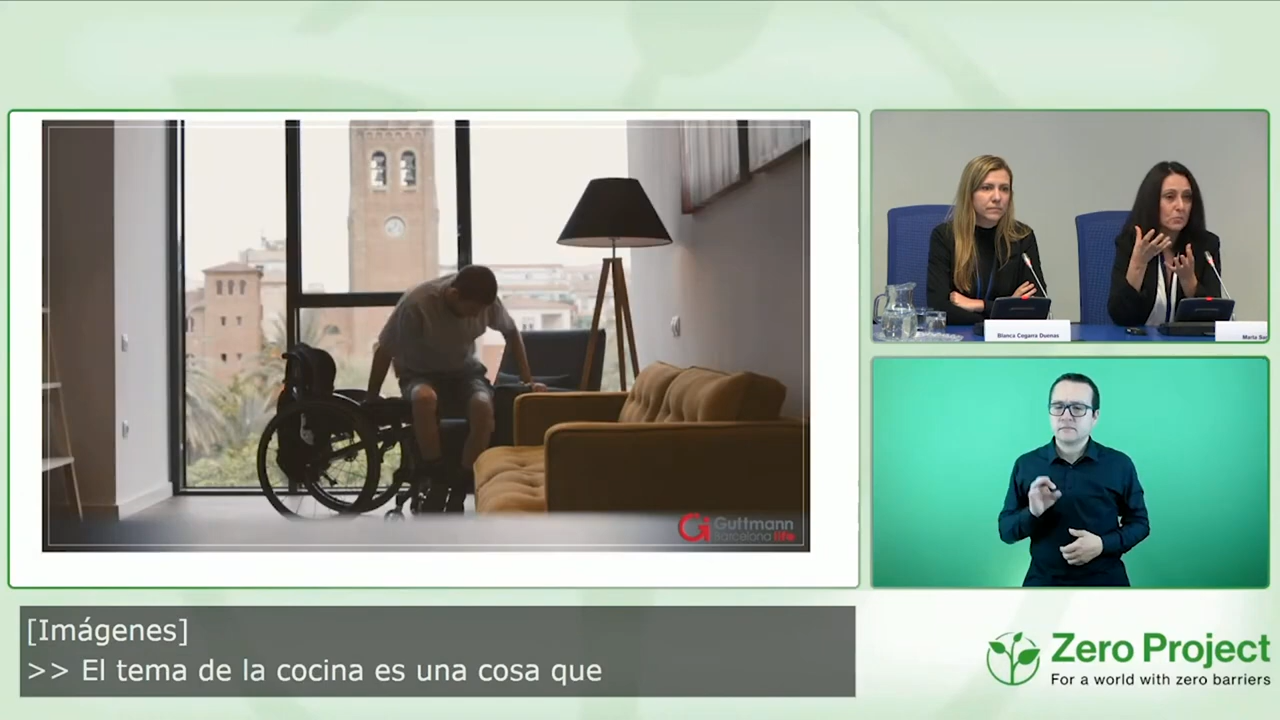 Guttmann
Barcelona life
Blanca Cegarra Duenas
[Imágenes]
>> El tema de la cocina es una cosa que
Zero Project
For a world with zero barriers